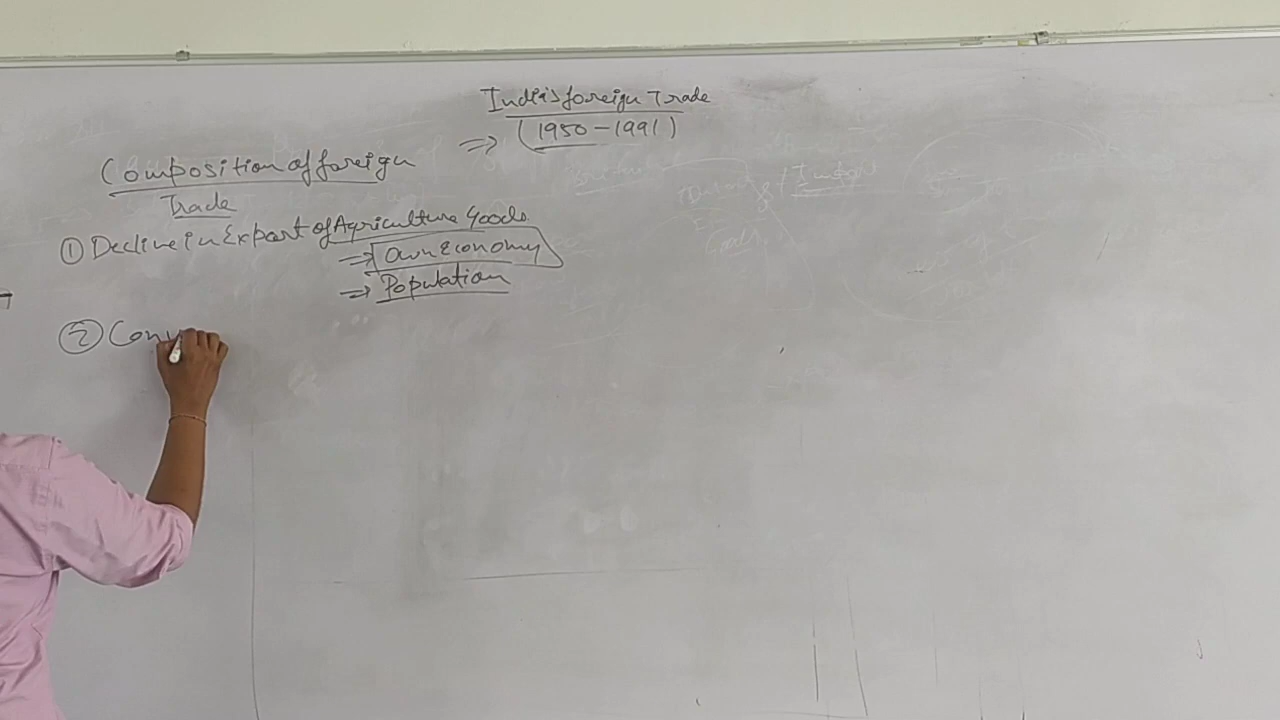 India's foreign Trade
⇒ (1950-1991)
Composition of foreign
Trade
① Decline in Export of Agriculture Goods
⇒ Own Economy
⇒ Population
② Conv